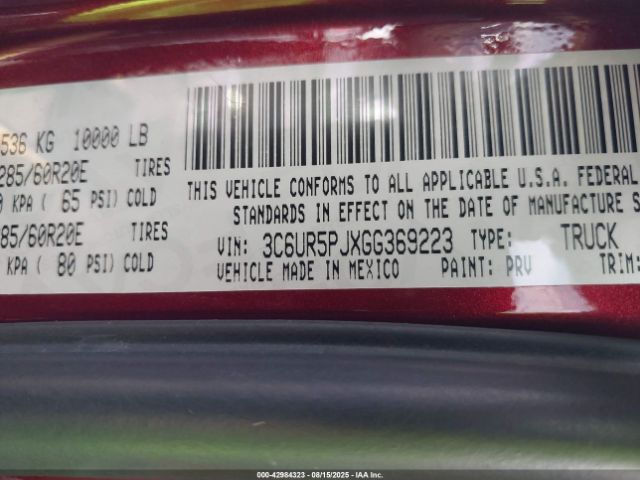 536 KG 10000 LB
285/60R20E TIRES
KPA ( 65 PSI) COLD
85/60R20E TIRES
KPA ( 80 PSI) COLD
THIS VEHICLE CONFORMS TO ALL APPLICABLE U.S.A. FEDERAL
STANDARDS IN EFFECT ON THE DATE OF MANUFACTURE S
VIN: 3C6UR5PJXGG369223 TYPE: TRUCK
VEHICLE MADE IN MEXICO PAINT: PRV TRIM:
000-42984323 - 08/15/2025 - IAA Inc.